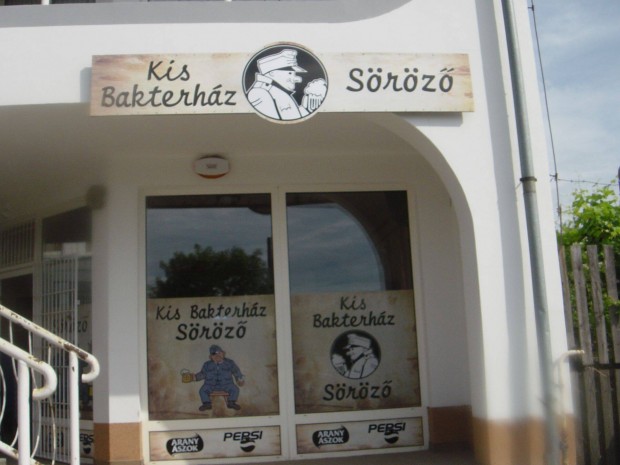 Kis
Bakterház
Söröző
Kis Bakterház
Söröző
Kis
Bakterház
Söröző
ARANY
ÁSZOK
PEPSI
ARANY
ÁSZOK
PEPSI